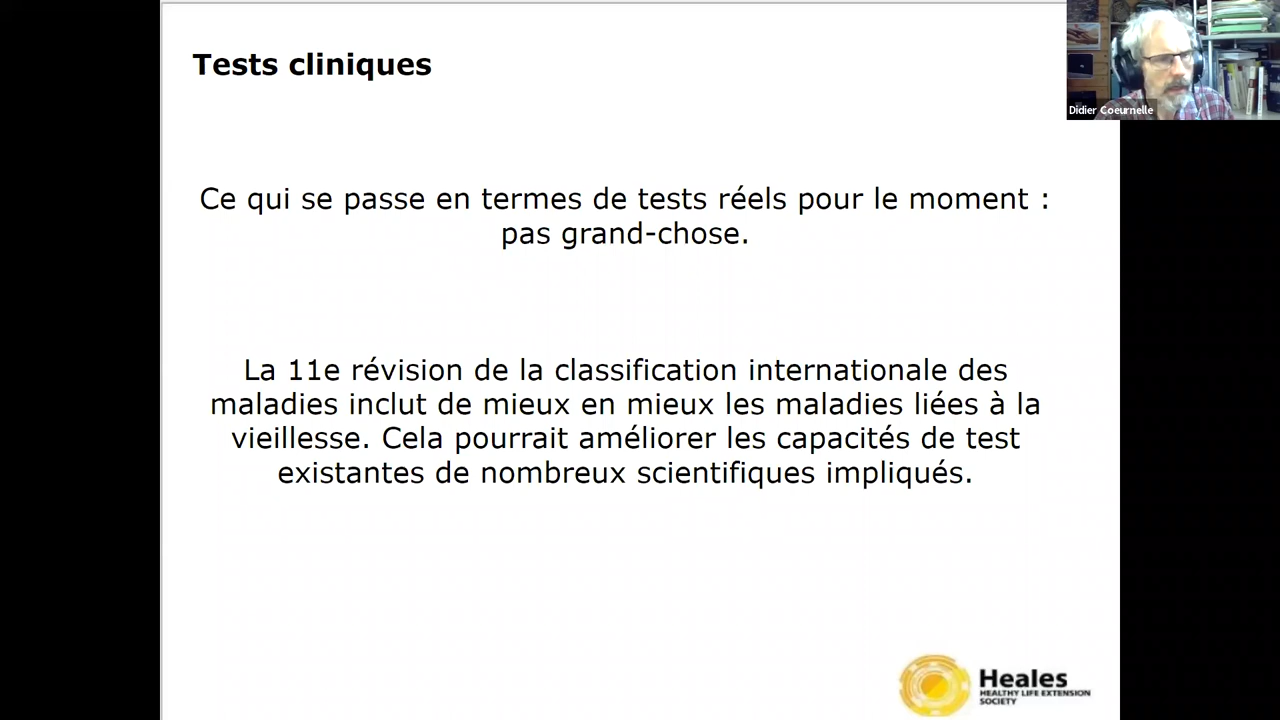 Tests cliniques
Didier Coeurnelle
Ce qui se passe en termes de tests réels pour le moment :
pas grand-chose.
La 11e révision de la classification internationale des
maladies inclut de mieux en mieux les maladies liées à la
vieillesse. Cela pourrait améliorer les capacités de test
existantes de nombreux scientifiques impliqués.
Heales
HEALTHY LIFE EXTENSION
SOCIETY